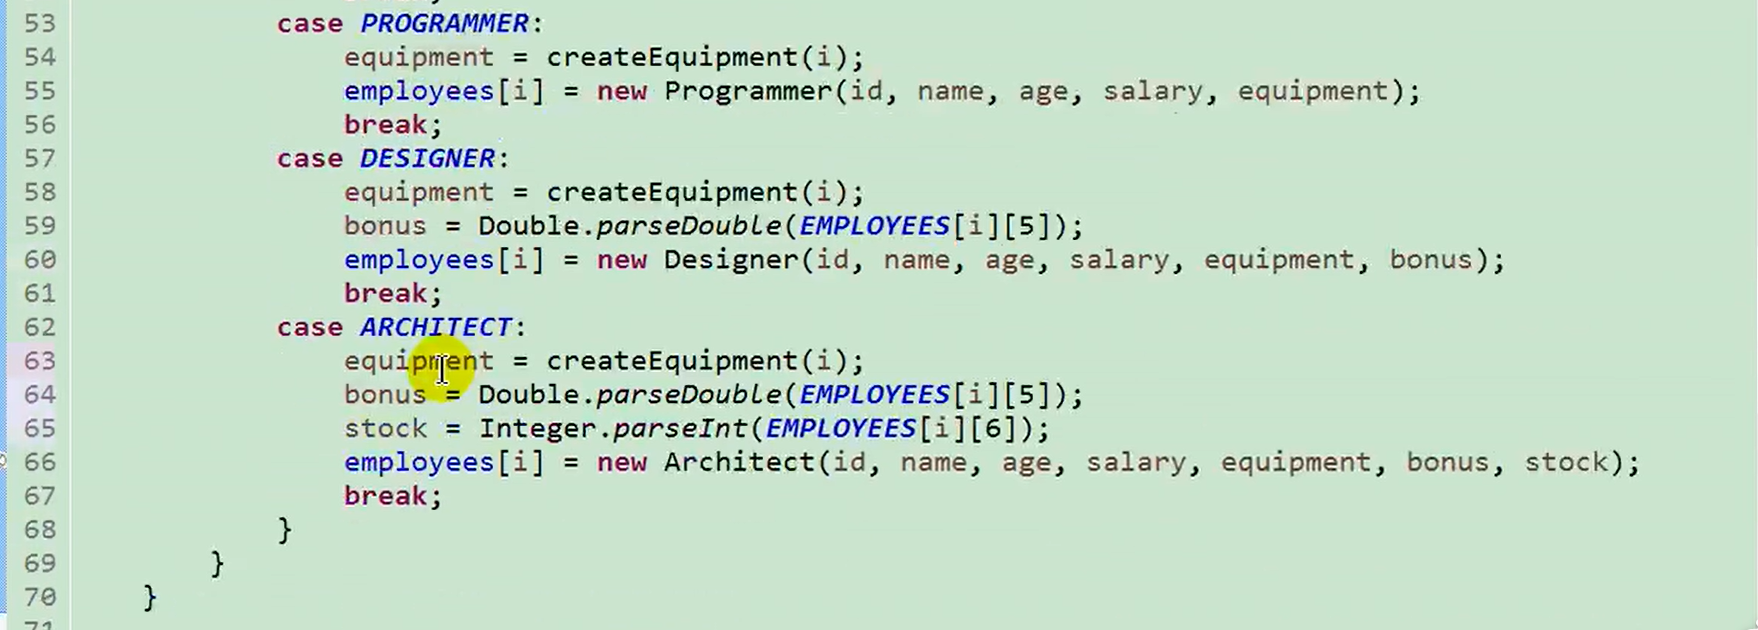 53 case PROGRAMMER:
54 equipment = createEquipment(i);
55 employees[i] = new Programmer(id, name, age, salary, equipment);
56 break;
57 case DESIGNER:
58 equipment = createEquipment(i);
59 bonus = Double.parseDouble(EMPLOYEES[i][5]);
60 employees[i] = new Designer(id, name, age, salary, equipment, bonus);
61 break;
62 case ARCHITECT:
63 equipment = createEquipment(i);
64 bonus = Double.parseDouble(EMPLOYEES[i][5]);
65 stock = Integer.parseInt(EMPLOYEES[i][6]);
66 employees[i] = new Architect(id, name, age, salary, equipment, bonus, stock);
67 break;
68 }
69 }
70 }
71